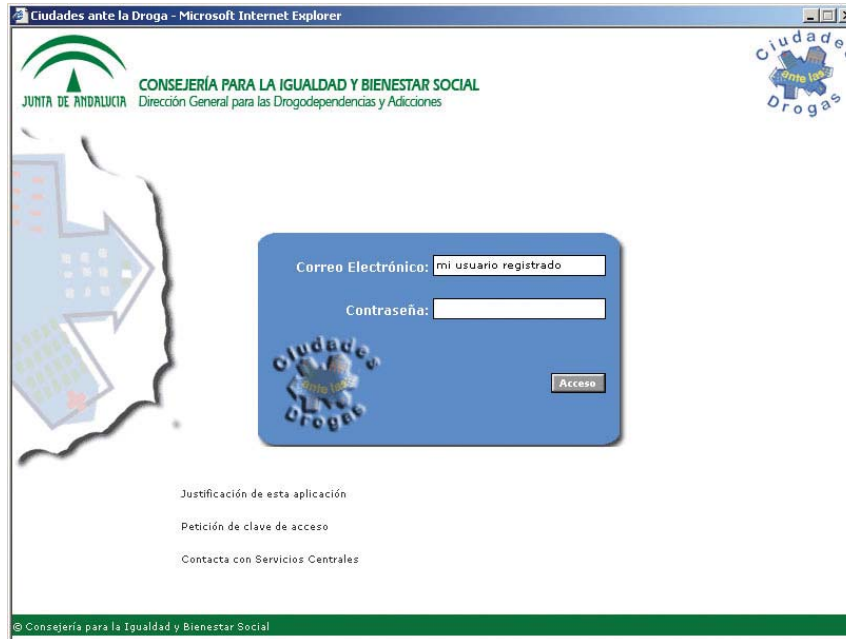 Ciudades ante la Droga - Microsoft Internet Explorer
JUNTA DE ANDALUCIA
CONSEJERÍA PARA LA IGUALDAD Y BIENESTAR SOCIAL
Dirección General para las Drogodependencias y Adicciones
Ciudades
ante las
Drogas
Correo Electrónico: mi usuario registrado
Contraseña:
Ciudades
ante las
Drogas
Acceso
Justificación de esta aplicación
Petición de clave de acceso
Contacta con Servicios Centrales
© Consejería para la Igualdad y Bienestar Social